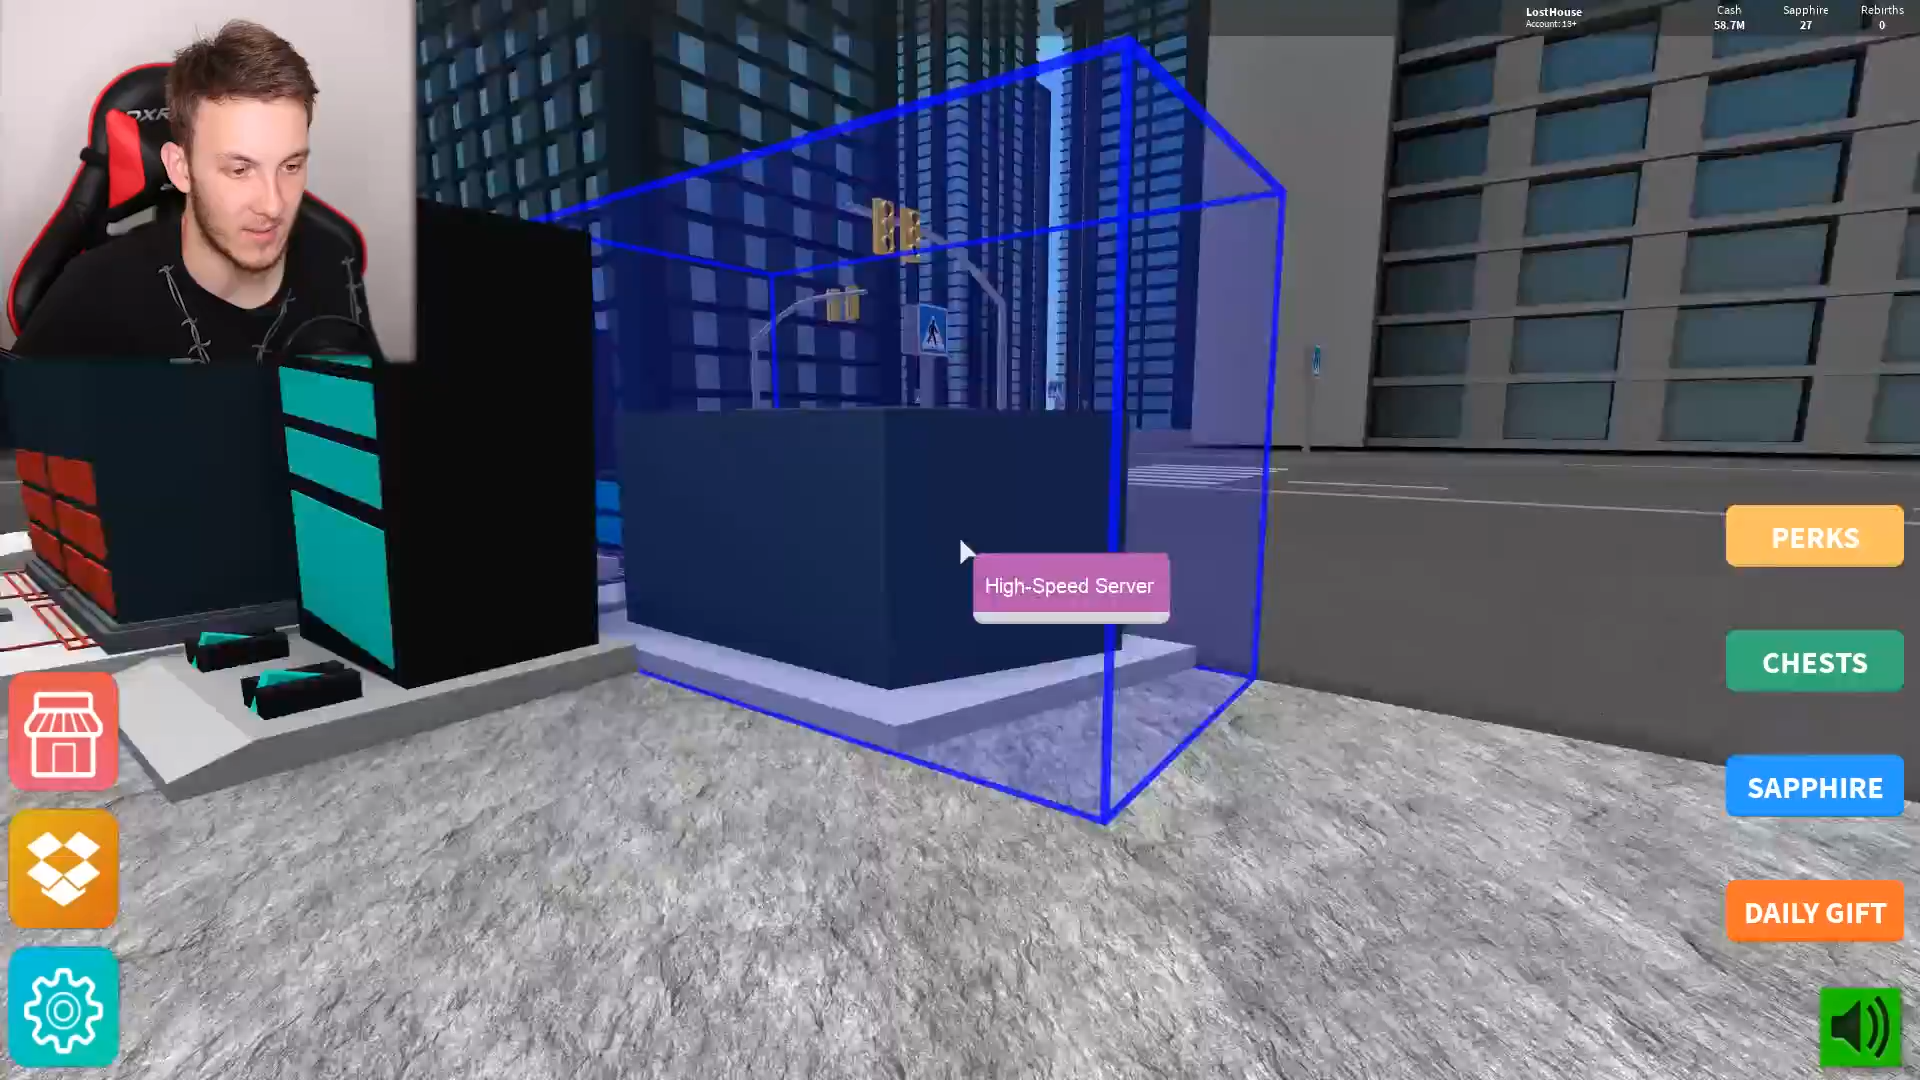 LostHouse
Account: 13+
Cash
58.7M
Sapphire
27
Rebirths
0
High-Speed Server
PERKS
CHESTS
SAPPHIRE
DAILY GIFT